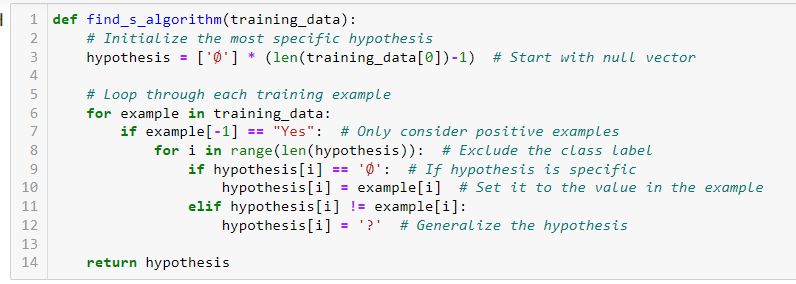 1 def find_s_algorithm(training_data):
2     # Initialize the most specific hypothesis
3     hypothesis = ['Ø'] * (len(training_data[0])-1)  # Start with null vector
4
5     # Loop through each training example
6     for example in training_data:
7         if example[-1] == "Yes":  # Only consider positive examples
8             for i in range(len(hypothesis)):  # Exclude the class label
9                 if hypothesis[i] == 'Ø':  # If hypothesis is specific
10                     hypothesis[i] = example[i]  # Set it to the value in the example
11                 elif hypothesis[i] != example[i]:
12                     hypothesis[i] = '?'  # Generalize the hypothesis
13
14     return hypothesis